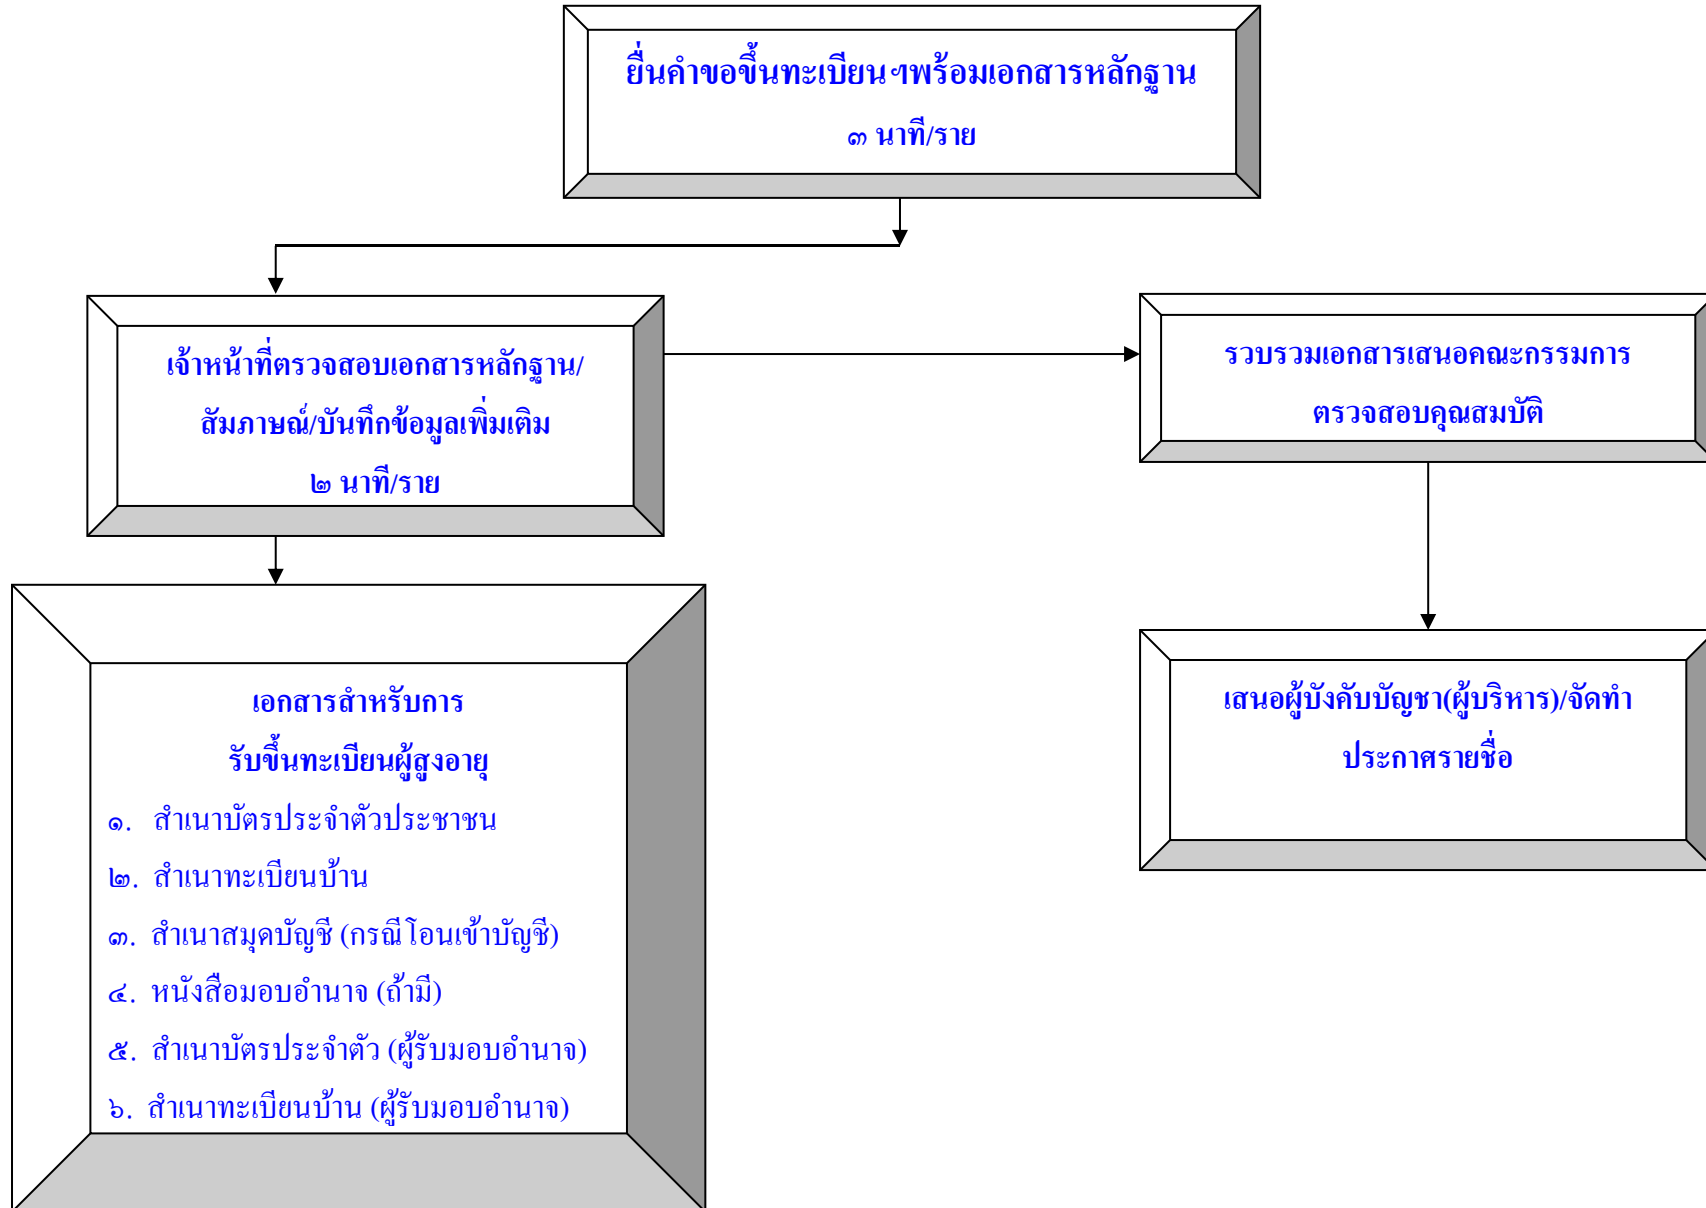 ยื่นคำขอขึ้นทะเบียนฯพร้อมเอกสารหลักฐาน
๓ นาที/ราย
เจ้าหน้าที่ตรวจสอบเอกสารหลักฐาน/
สัมภาษณ์/บันทึกข้อมูลเพิ่มเติม
๒ นาที/ราย
รวบรวมเอกสารเสนอคณะกรรมการ
ตรวจสอบคุณสมบัติ
เอกสารสำหรับการ
รับขึ้นทะเบียนผู้สูงอายุ
๑. สำเนาบัตรประจำตัวประชาชน
๒. สำเนาทะเบียนบ้าน
๓. สำเนาสมุดบัญชี (กรณีโอนเข้าบัญชี)
๔. หนังสือมอบอำนาจ (ถ้ามี)
๕. สำเนาบัตรประจำตัว (ผู้รับมอบอำนาจ)
๖. สำเนาทะเบียนบ้าน (ผู้รับมอบอำนาจ)
เสนอผู้บังคับบัญชา(ผู้บริหาร)/จัดทำ
ประกาศรายชื่อ